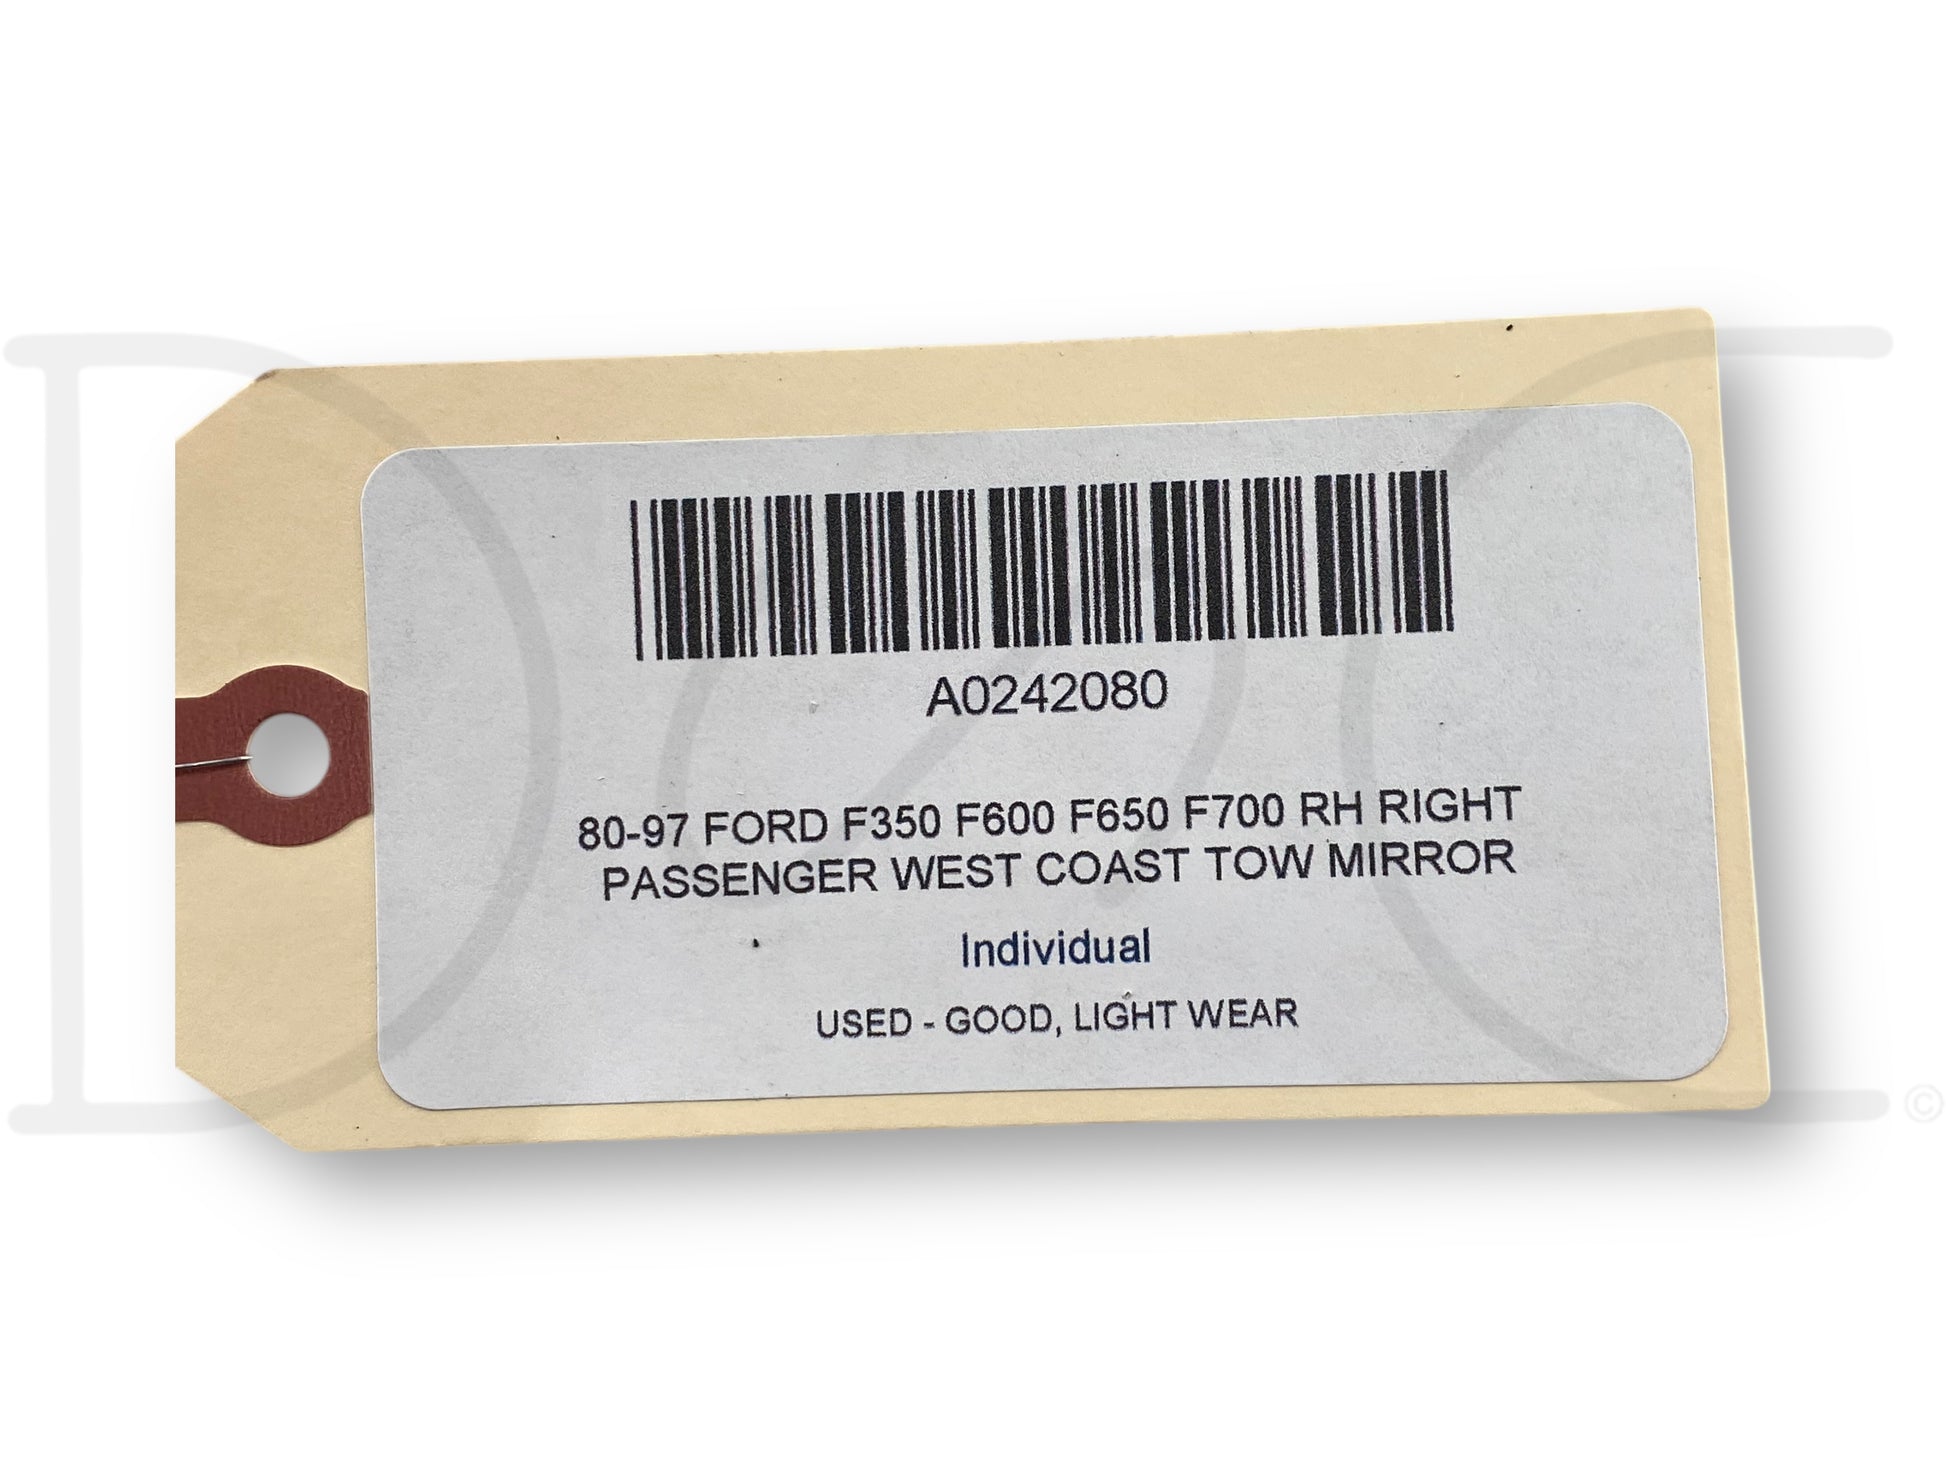 A0242080
80-97 FORD F350 F600 F650 F700 RH RIGHT
PASSENGER WEST COAST TOW MIRROR
Individual
USED - GOOD, LIGHT WEAR
©